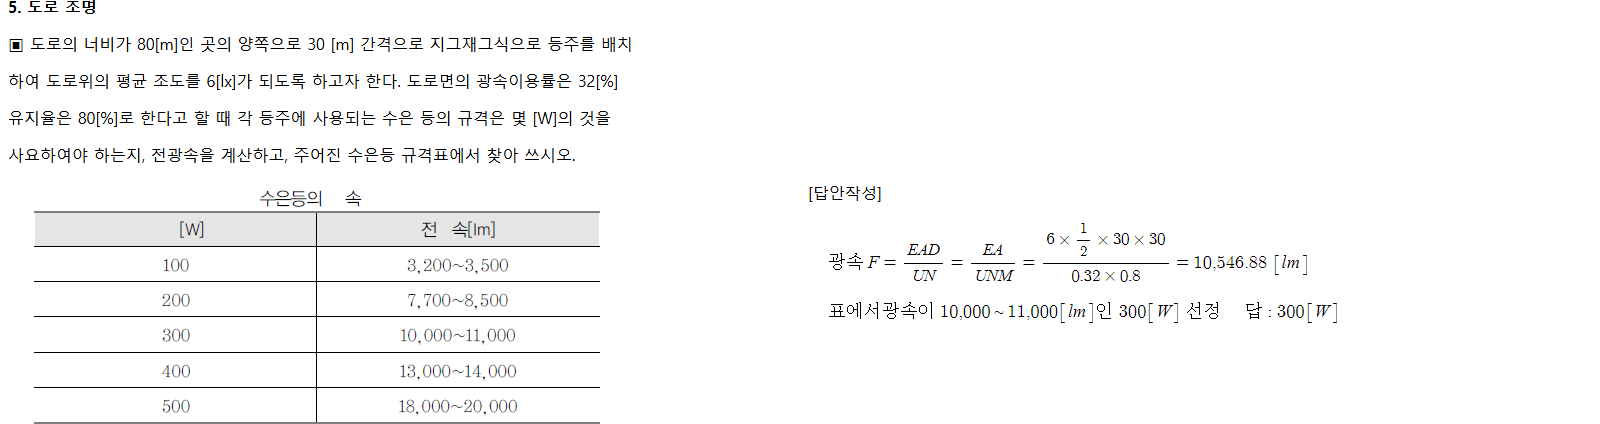 5. 도로 조명
▣ 도로의 너비가 80[m]인 곳의 양쪽으로 30 [m] 간격으로 지그재그식으로 등주를 배치
하여 도로위의 평균 조도를 6[lx]가 되도록 하고자 한다. 도로면의 광속이용률은 32[%]
유지율은 80[%]로 한다고 할 때 각 등주에 사용되는 수은 등의 규격은 몇 [W]의 것을
사요하여야 하는지, 전광속을 계산하고, 주어진 수은등 규격표에서 찾아 쓰시오.
수은등의 속
[W] 전 속[lm]
100 3,200~3,500
200 7,700~8,500
300 10,000~11,000
400 13,000~14,000
500 18,000~20,000
[답안작성]
광속 F = EAD/UN = EA/UNM = (6 × 1/2 × 30 × 30)/(0.32 × 0.8) = 10,546.88 [lm]
표에서광속이 10,000 ~ 11,000[lm]인 300[W] 선정 답 : 300[W]